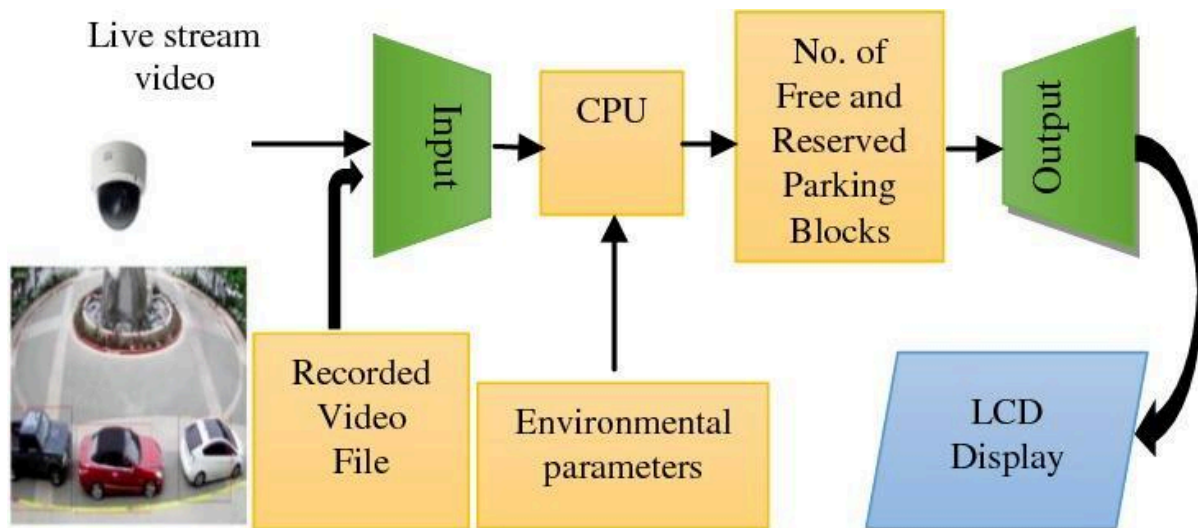 Live stream
video
Input
CPU
No. of
Free and
Reserved
Parking
Blocks
Output
Recorded
Video
File
Environmental
parameters
LCD
Display